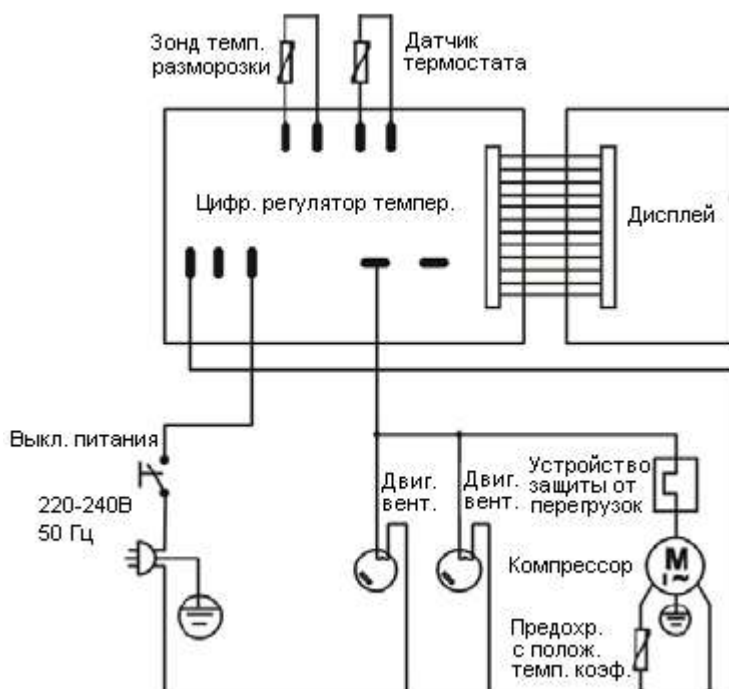 Зонд темп.
разморозки
Датчик
термостата
Цифр. регулятор темпер.
Дисплей
Выкл. питания
220-240В
50 Гц
Двиг.
вент.
Двиг.
вент.
Устройство
защиты от
перегрузок
Компрессор
M
I~
Предохр.
с полож.
темп. коэф.